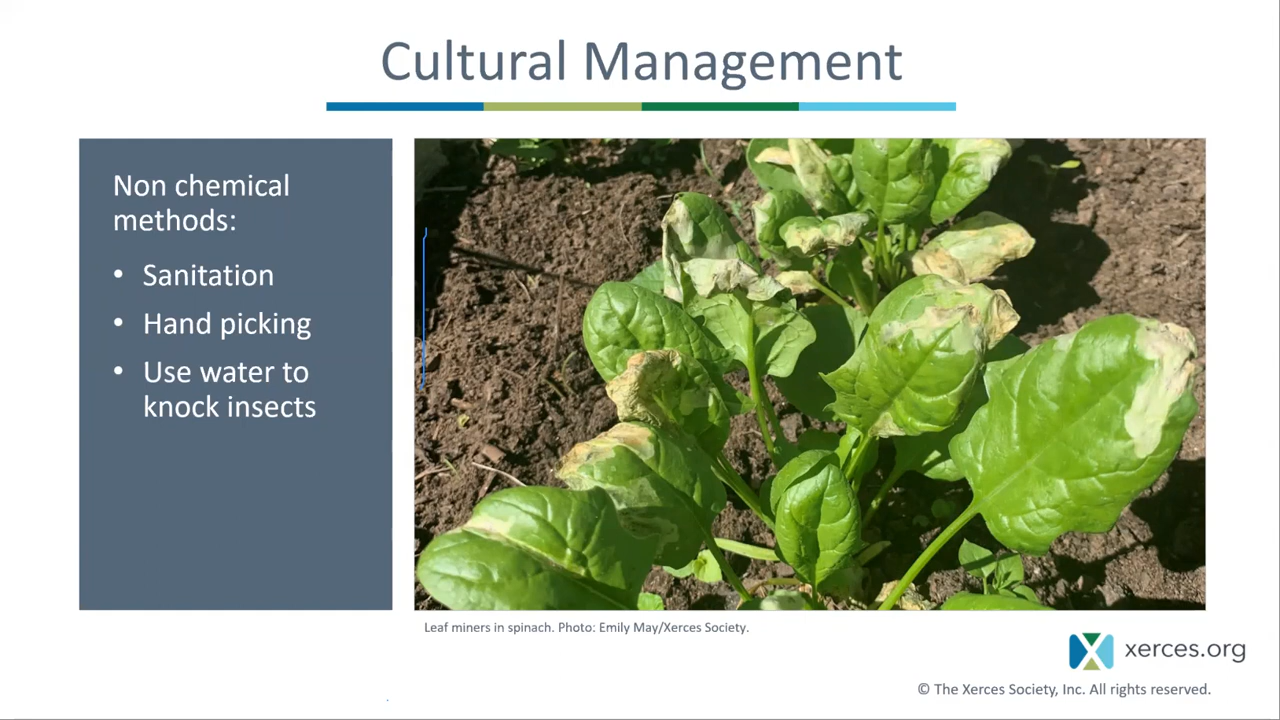 Cultural Management
Non chemical
methods:
• Sanitation
• Hand picking
• Use water to
knock insects
Leaf miners in spinach. Photo: Emily May/Xerces Society.
xerces.org
© The Xerces Society, Inc. All rights reserved.